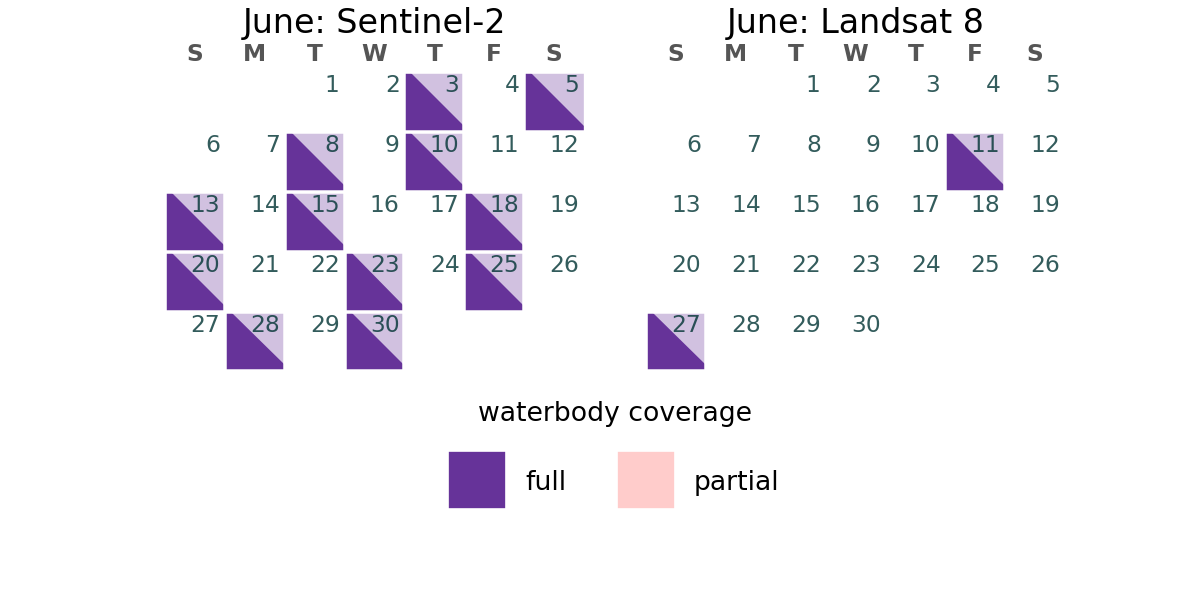 June: Sentinel-2
S M T W T F S
1 2 3 4 5
6 7 8 9 10 11 12
13 14 15 16 17 18 19
20 21 22 23 24 25 26
27 28 29 30
June: Landsat 8
S M T W T F S
1 2 3 4 5
6 7 8 9 10 11 12
13 14 15 16 17 18 19
20 21 22 23 24 25 26
27 28 29 30
waterbody coverage
full partial